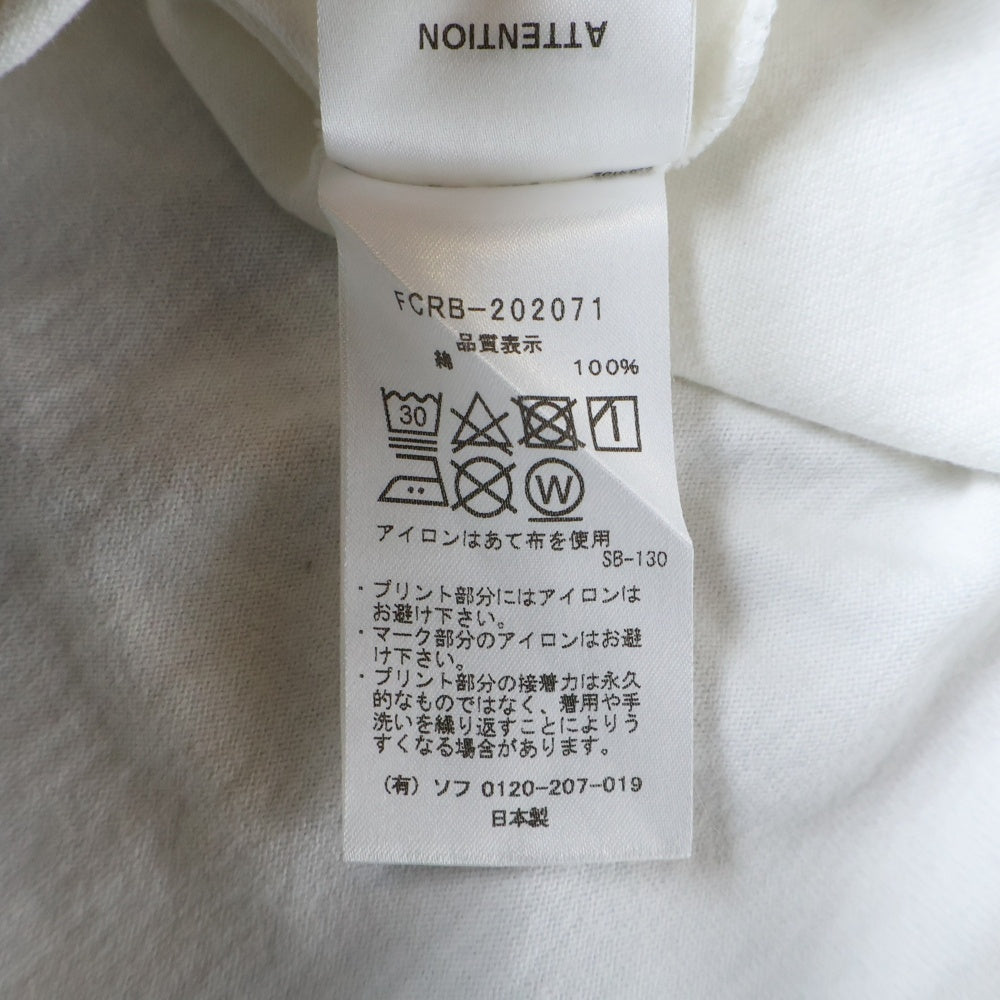 ATTENTION
FCRB-202071
品質表示
綿 100%
30
W
アイロンはあて布を使用
SB-130
・プリント部分にはアイロンは
お避け下さい。
・マーク部分のアイロンはお避
け下さい。
・プリント部分の接着力は永久
的なものではなく、着用や手
洗いを繰り返すことによりう
すくなる場合があります。
(有) ソフ 0120-207-019
日本製